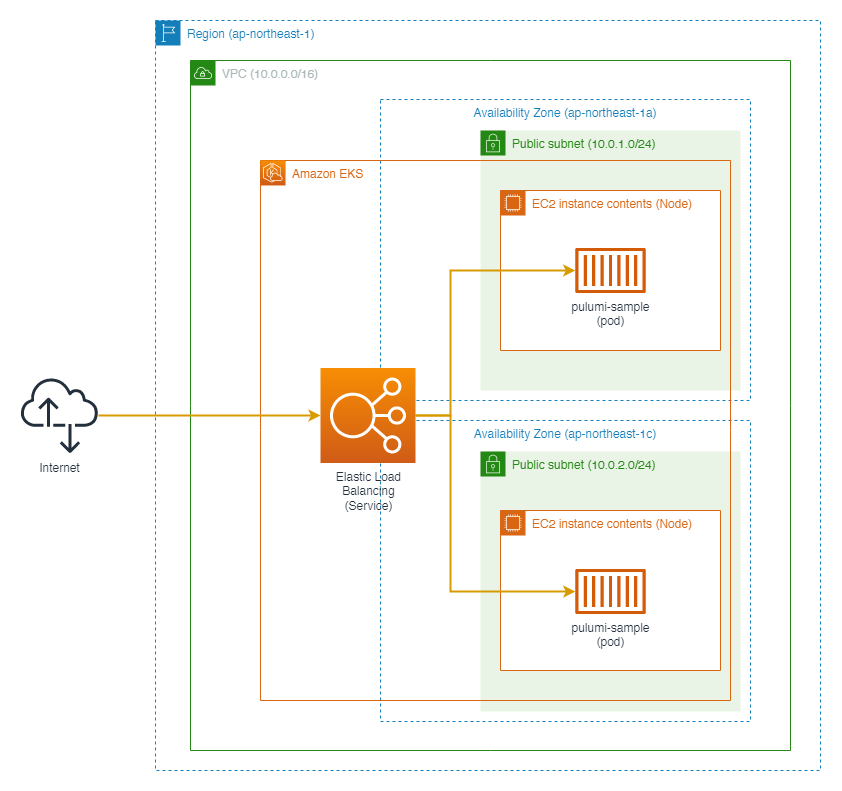 Region (ap-northeast-1)
VPC (10.0.0.0/16)
Availability Zone (ap-northeast-1a)
Public subnet (10.0.1.0/24)
Amazon EKS
EC2 instance contents (Node)
pulumi-sample
(pod)
Internet
Elastic Load
Balancing
(Service)
Availability Zone (ap-northeast-1c)
Public subnet (10.0.2.0/24)
EC2 instance contents (Node)
pulumi-sample
(pod)